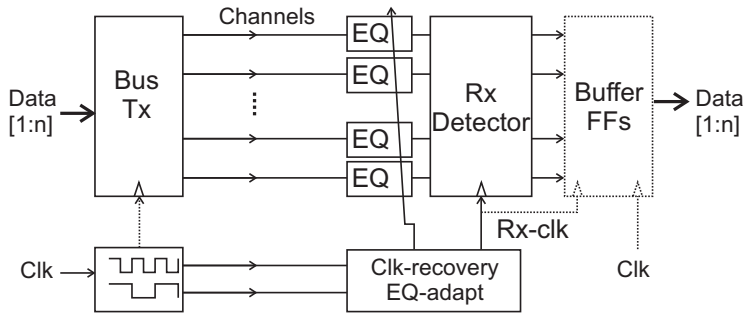 Channels
EQ
EQ
EQ
EQ
Bus
Tx
Data
[1:n]
Rx
Detector
Buffer
FFs
Data
[1:n]
Rx-clk
Clk
Clk-recovery
EQ-adapt
Clk